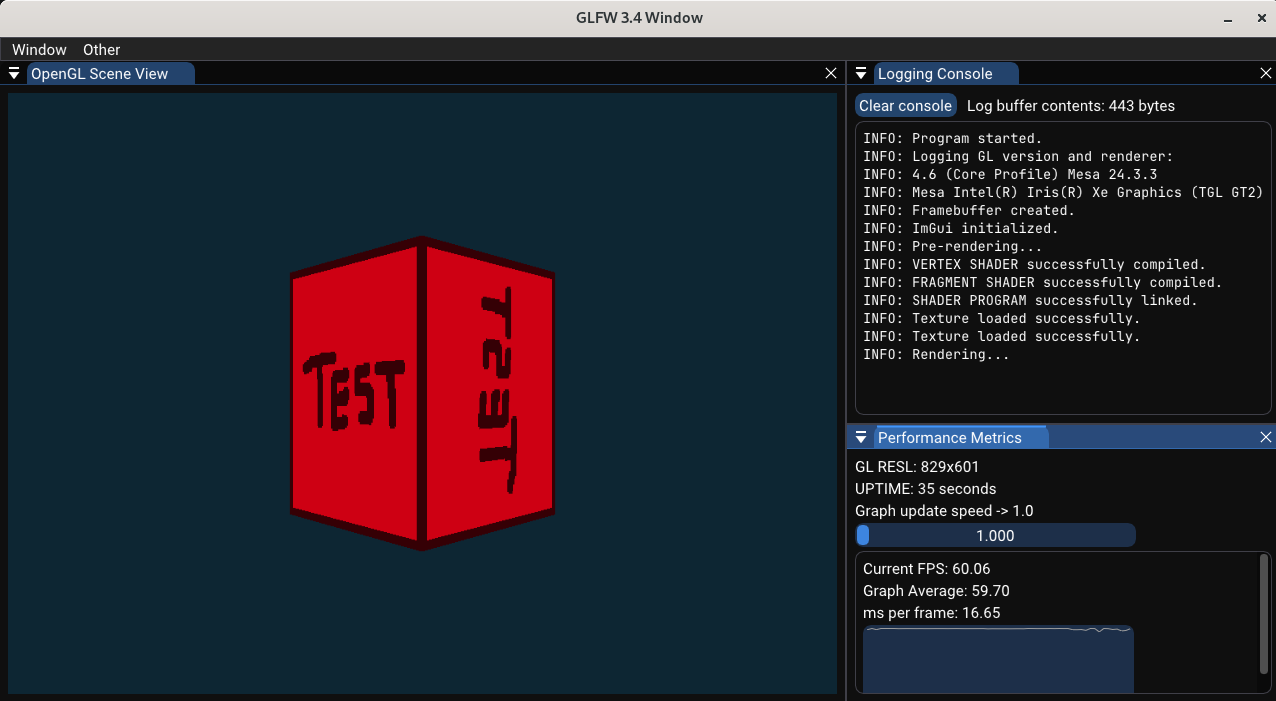 GLFW 3.4 Window
Window Other
OpenGL Scene View
TEST
TEST
Logging Console
Clear console Log buffer contents: 443 bytes
INFO: Program started.
INFO: Logging GL version and renderer:
INFO: 4.6 (Core Profile) Mesa 24.3.3
INFO: Mesa Intel(R) Iris(R) Xe Graphics (TGL GT2)
INFO: Framebuffer created.
INFO: ImGui initialized.
INFO: Pre-rendering...
INFO: VERTEX SHADER successfully compiled.
INFO: FRAGMENT SHADER successfully compiled.
INFO: SHADER PROGRAM successfully linked.
INFO: Texture loaded successfully.
INFO: Texture loaded successfully.
INFO: Rendering...
Performance Metrics
GL RESL: 829x601
UPTIME: 35 seconds
Graph update speed -> 1.0
1.000
Current FPS: 60.06
Graph Average: 59.70
ms per frame: 16.65